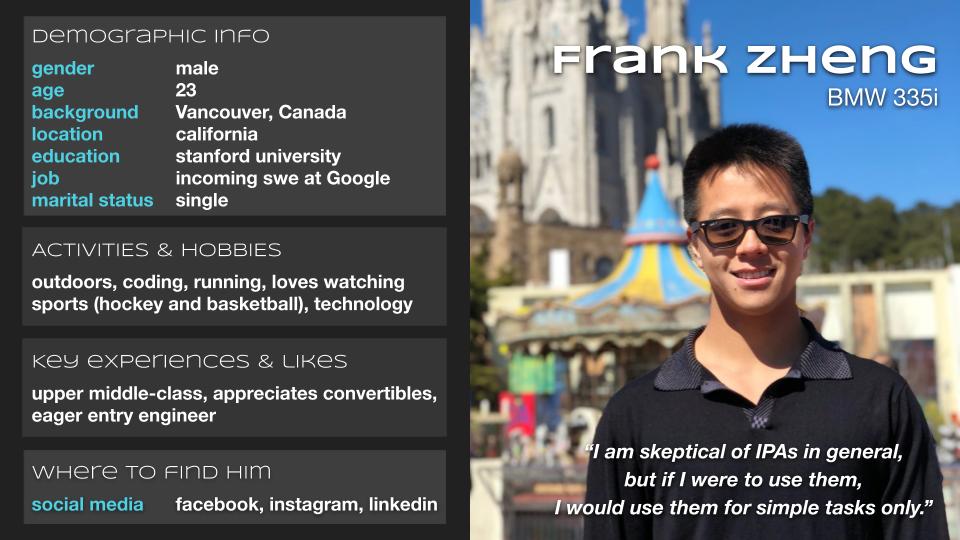 Demographic Info
gender male
age 23
background Vancouver, Canada
location california
education stanford university
job incoming swe at Google
marital status single
ACTIVITIES & HOBBIES
outdoors, coding, running, loves watching
sports (hockey and basketball), technology
Key experiences & Likes
upper middle-class, appreciates convertibles,
eager entry engineer
Where to find him
social media facebook, instagram, linkedin
Frank Zheng
BMW 335i
“I am skeptical of IPAs in general,
but if I were to use them,
I would use them for simple tasks only.”